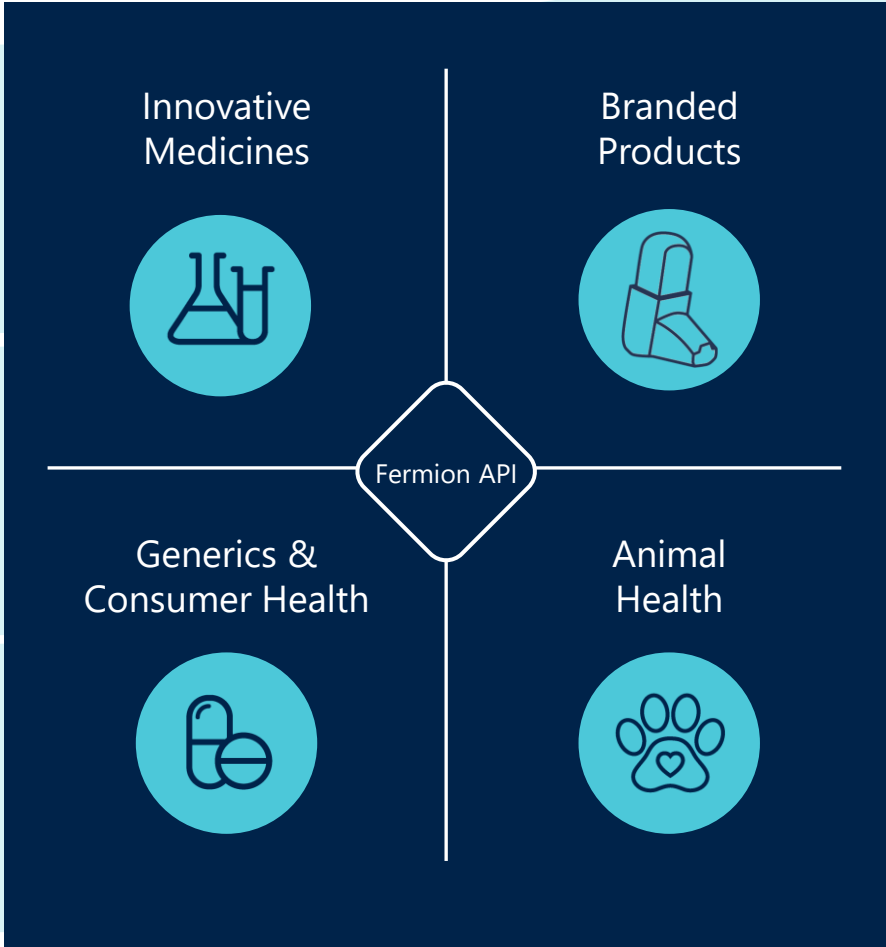 Innovative
Medicines
Branded
Products
Fermion API
Generics &
Consumer Health
Animal
Health